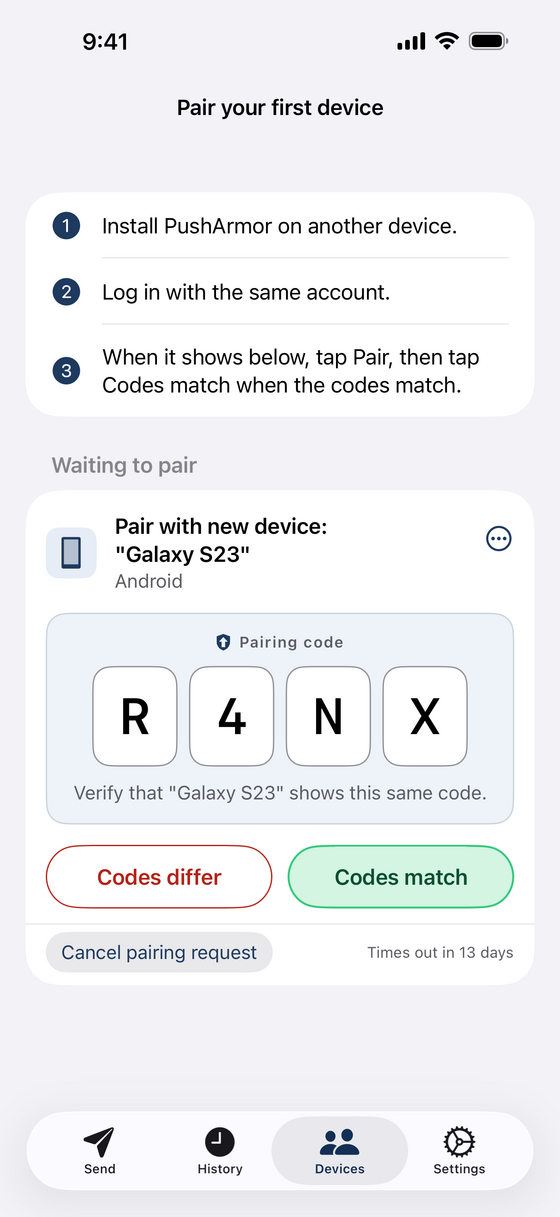 9:41
Pair your first device
1 Install PushArmor on another device.
2 Log in with the same account.
3 When it shows below, tap Pair, then tap
Codes match when the codes match.
Waiting to pair
Pair with new device:
"Galaxy S23"
Android
Pairing code
R 4 N X
Verify that "Galaxy S23" shows this same code.
Codes differ Codes match
Cancel pairing request Times out in 13 days
Send History Devices Settings